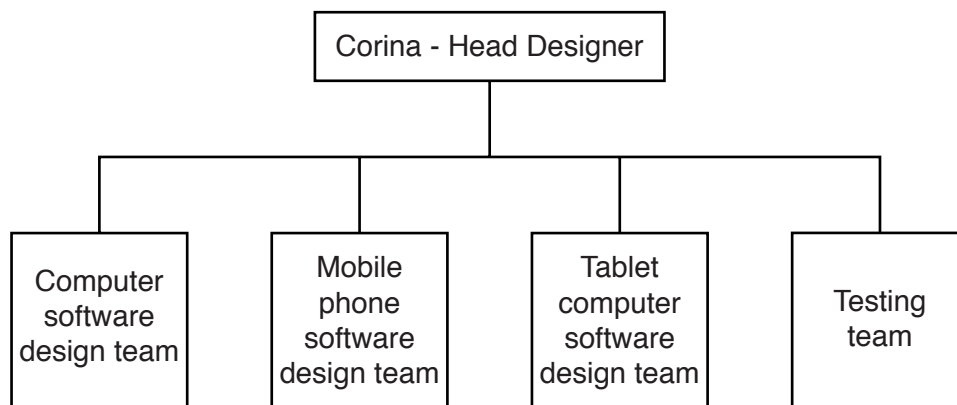 Corina - Head Designer
Computer
software
design team
Mobile
phone
software
design team
Tablet
computer
software
design team
Testing
team